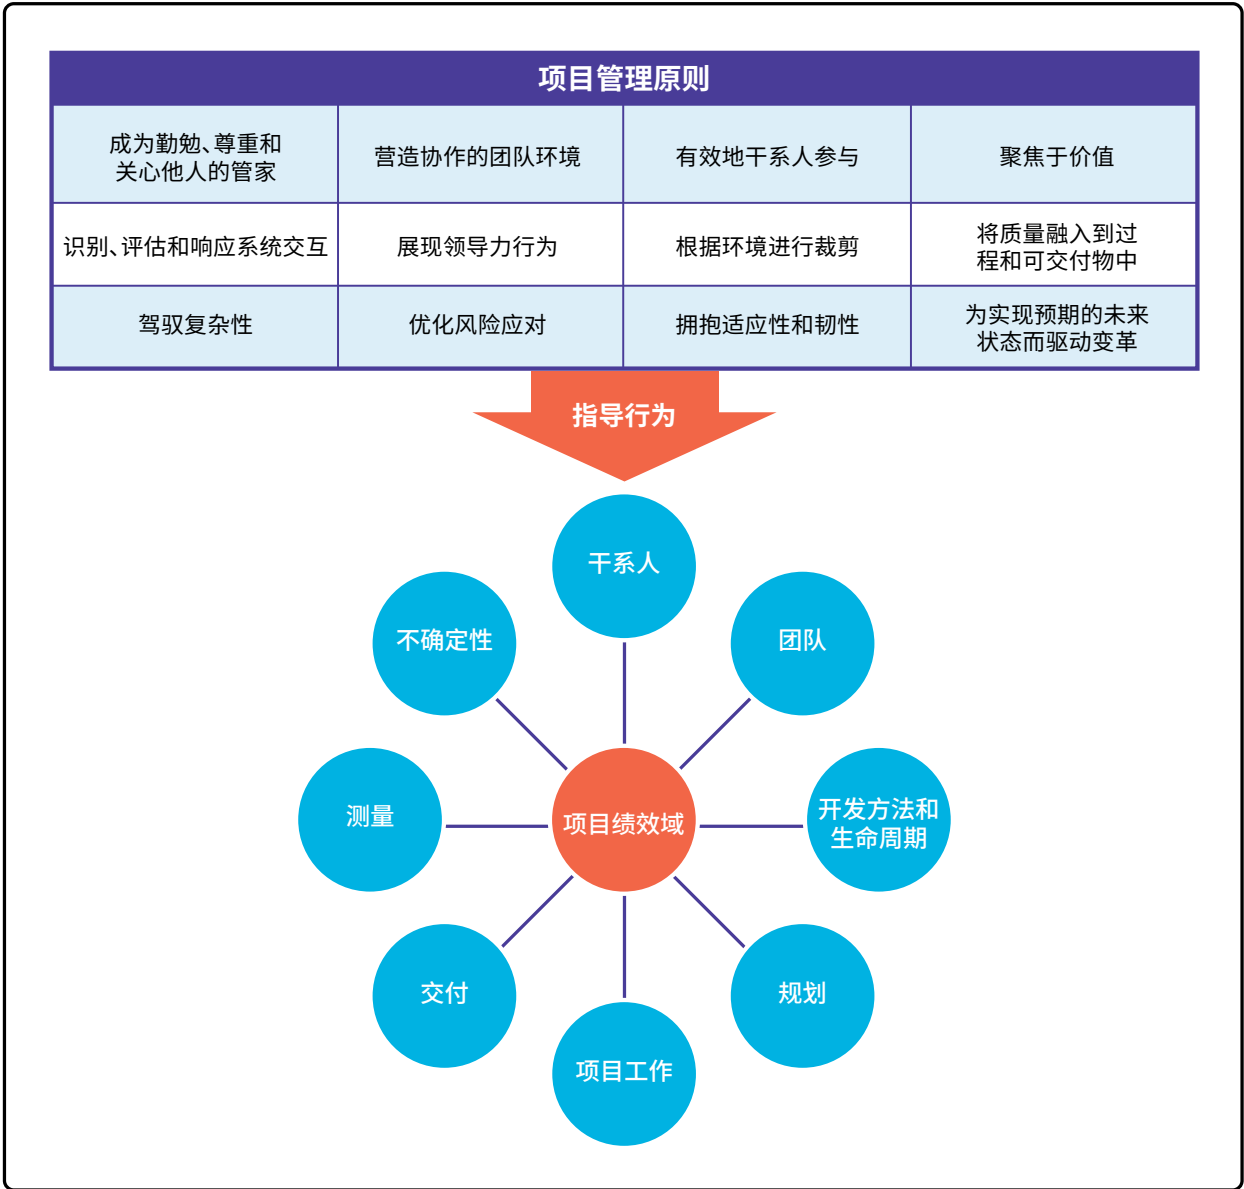 项目管理原则
成为勤勉、尊重和
关心他人的管家
营造协作的团队环境
有效地干系人参与
聚焦于价值
识别、评估和响应系统交互
展现领导力行为
根据环境进行裁剪
将质量融入到过
程和可交付物中
驾驭复杂性
优化风险应对
拥抱适应性和韧性
为实现预期的未来
状态而驱动变革
指导行为
干系人
不确定性
团队
测量
项目绩效域
开发方法和
生命周期
交付
规划
项目工作